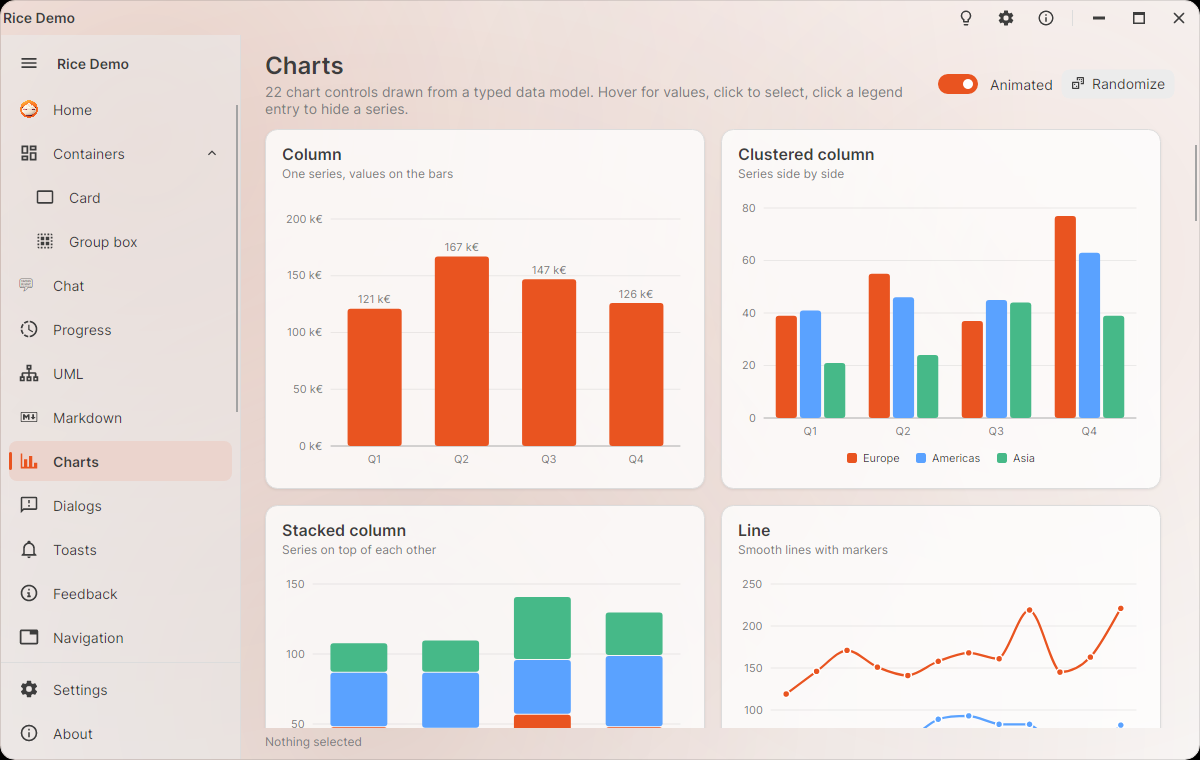 Rice Demo
Rice Demo
Home
Containers
Card
Group box
Chat
Progress
UML
Markdown
Charts
Dialogs
Toasts
Feedback
Navigation
Settings
About
Charts
22 chart controls drawn from a typed data model. Hover for values, click to select, click a legend
entry to hide a series.
Animated
Randomize
Column
One series, values on the bars
200 k€
150 k€
100 k€
50 k€
0 k€
121 k€
167 k€
147 k€
126 k€
Q1 Q2 Q3 Q4
Clustered column
Series side by side
80
60
40
20
0
Q1 Q2 Q3 Q4
Europe Americas Asia
Stacked column
Series on top of each other
150
100
50
Line
Smooth lines with markers
250
200
150
100
Nothing selected